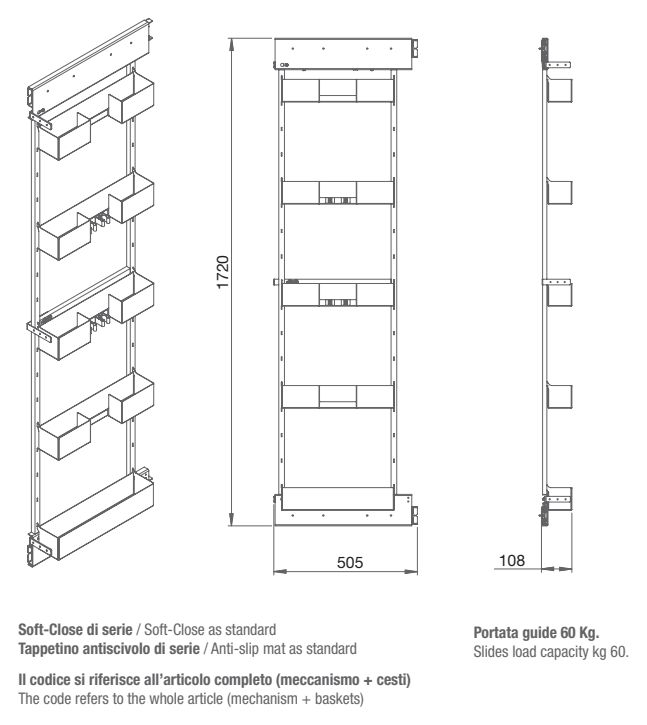 1720
505
108
Soft-Close di serie / Soft-Close as standard
Tappetino antiscivolo di serie / Anti-slip mat as standard
Il codice si riferisce all'articolo completo (meccanismo + cesti)
The code refers to the whole article (mechanism + baskets)
Portata guide 60 Kg.
Slides load capacity kg 60.